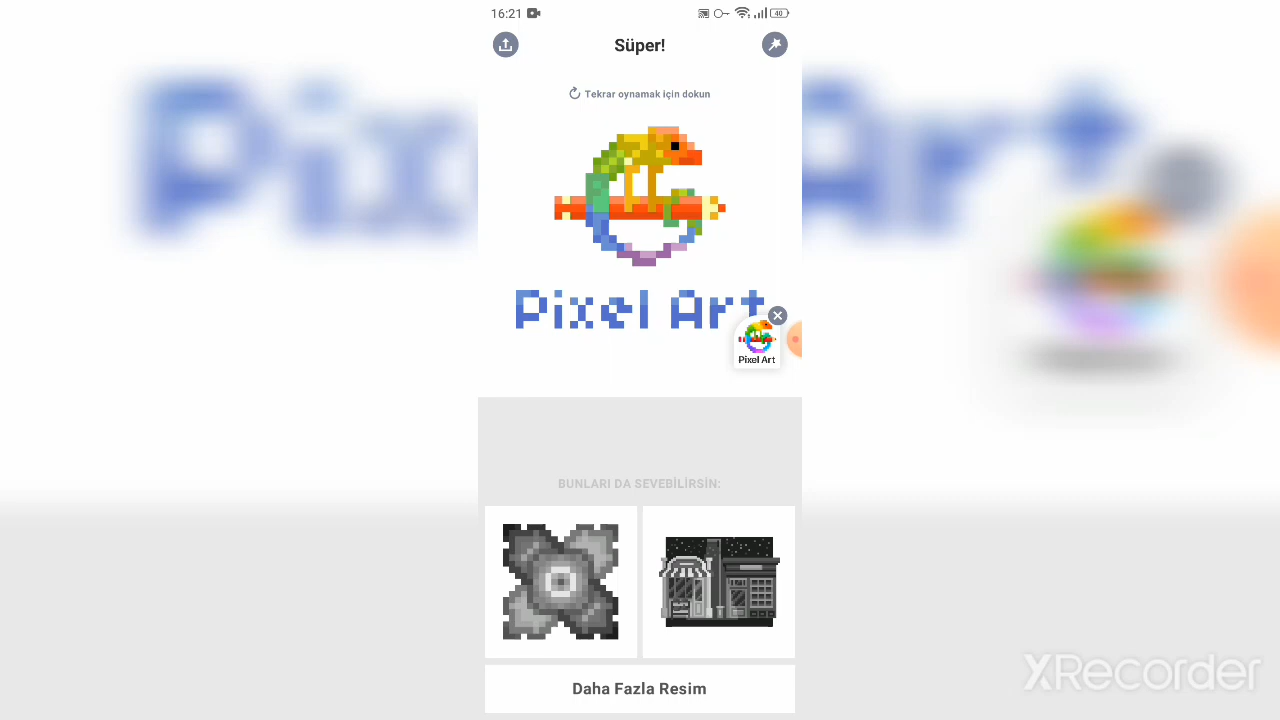 16:21
40
Süper!
Tekrar oynamak için dokun
Pixel Art
Pixel Art
BUNLARI DA SEVEBİLİRSİN:
Daha Fazla Resim
XRecorder